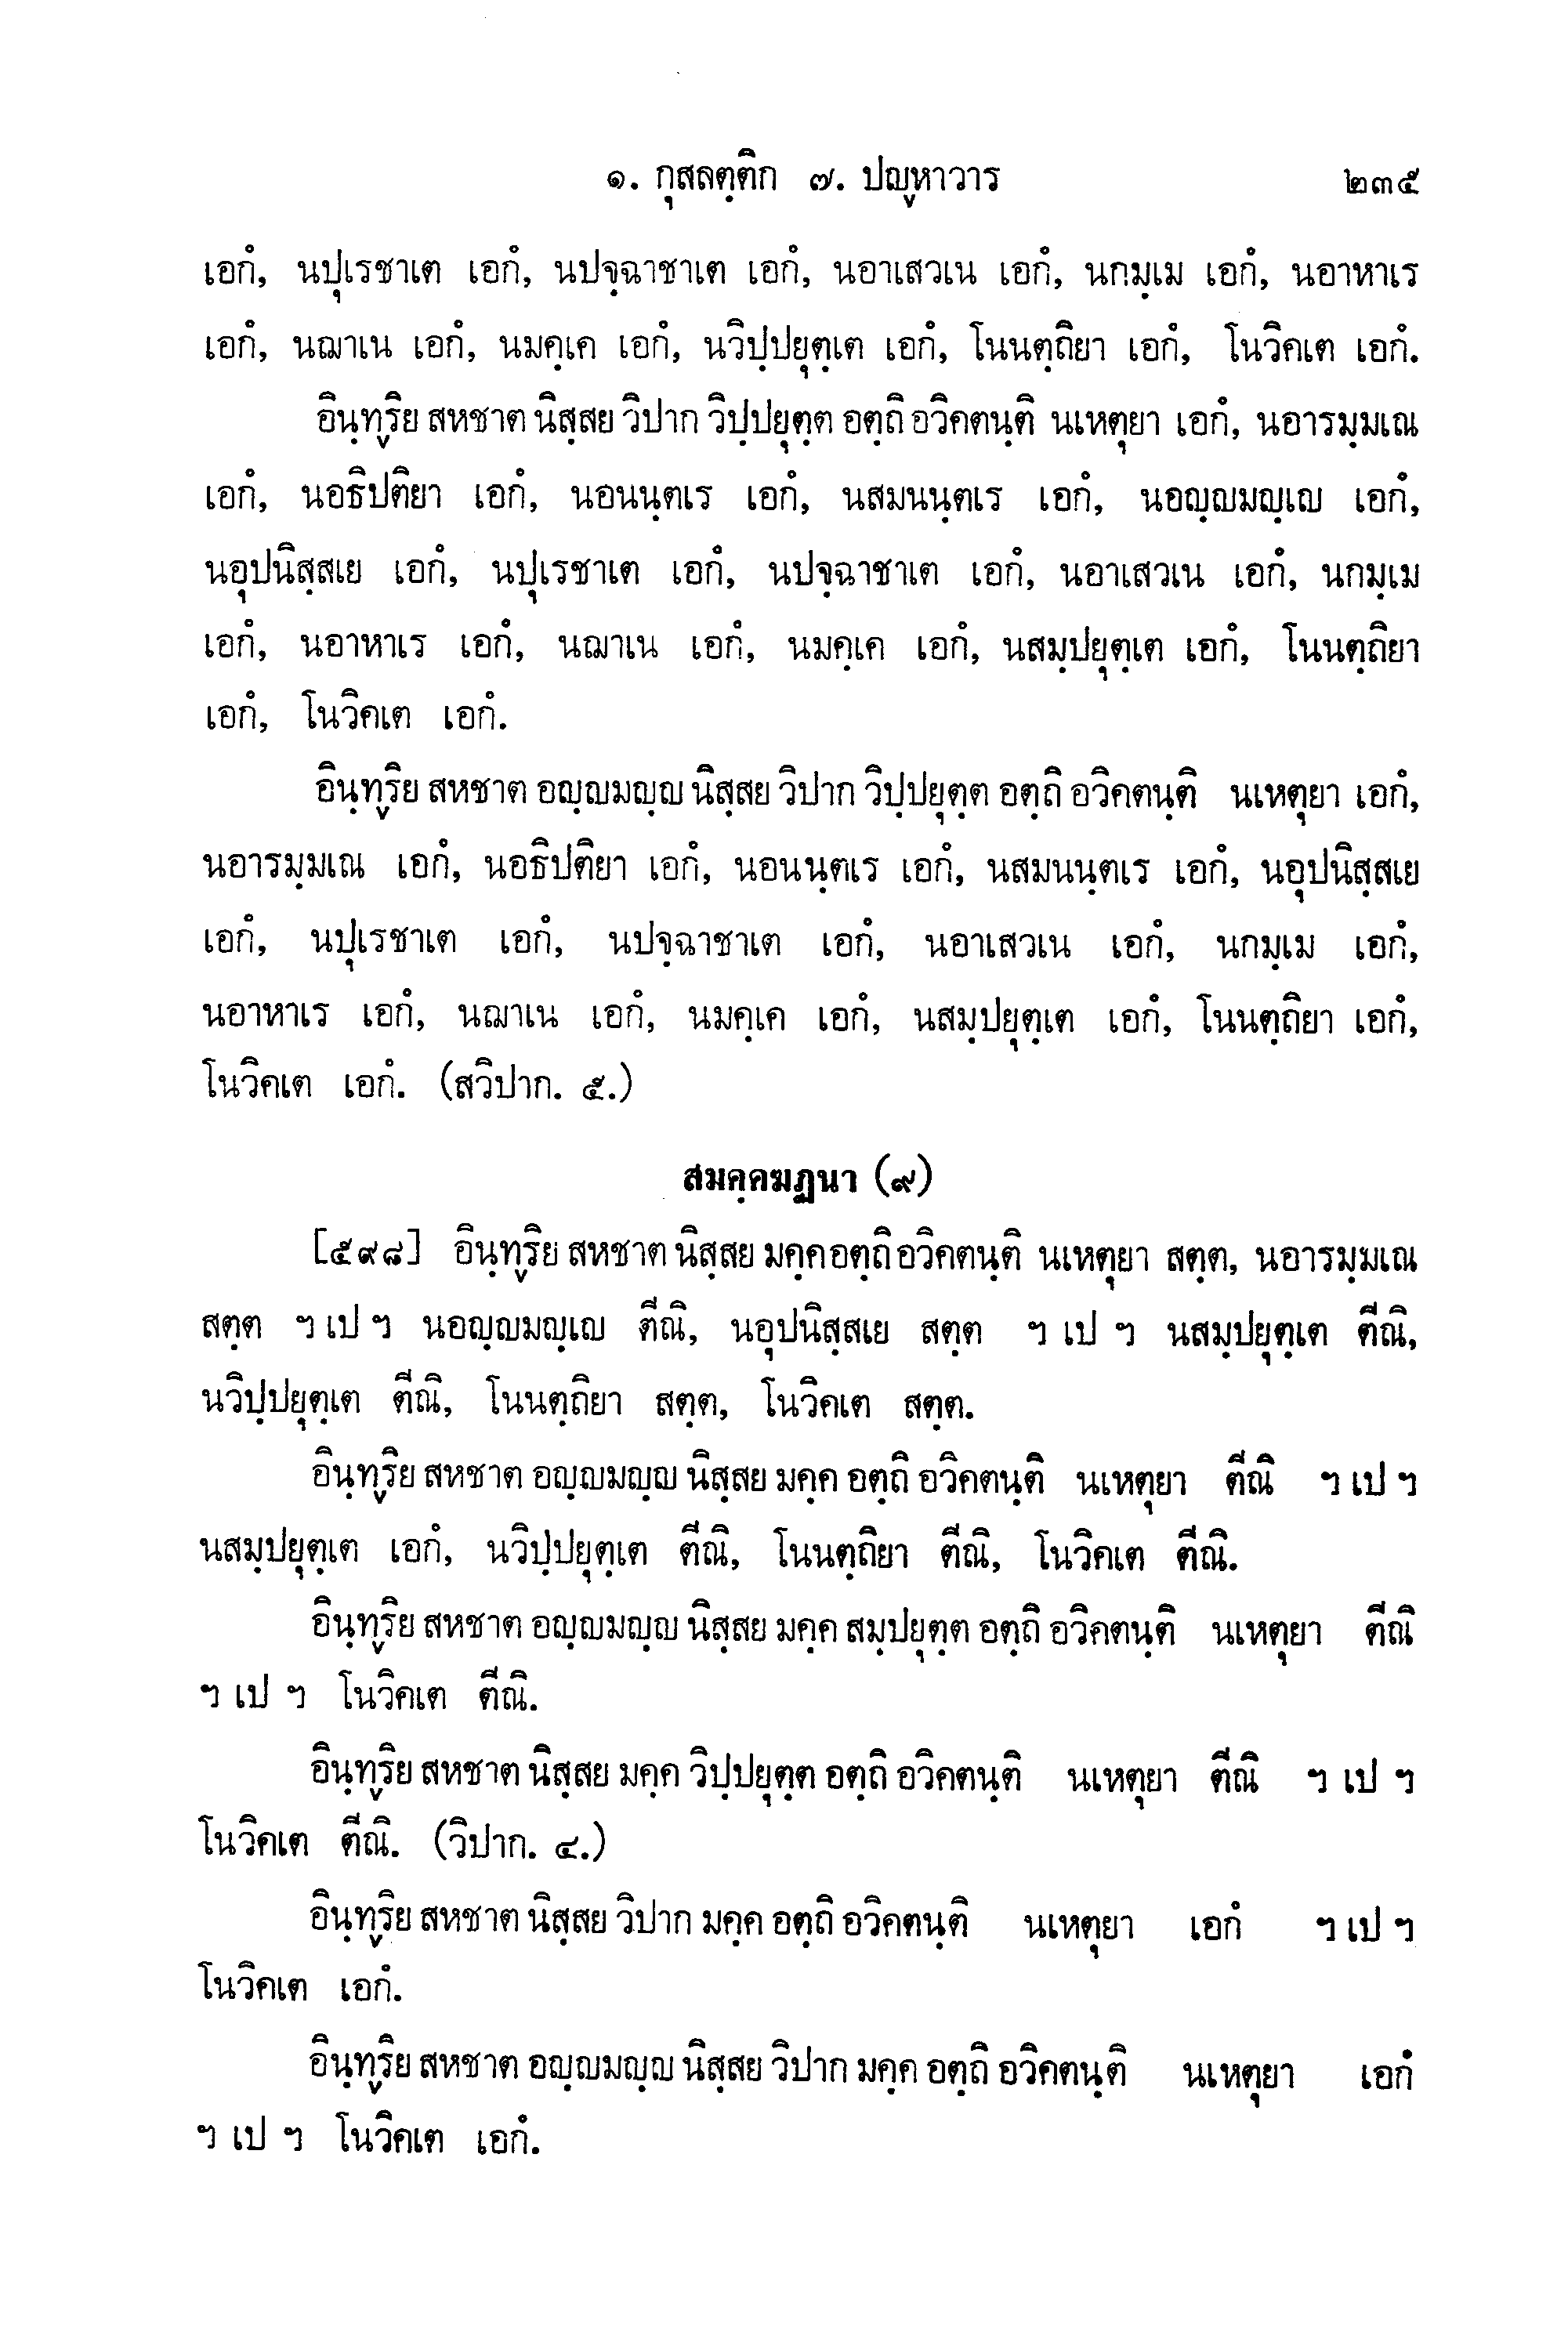 ๑. กุสลตฺติก ๗. ปญฺหาวาร ๒๓๕
เอกํ, นปุเรชาเต เอกํ, นปจฺฉาชาเต เอกํ, นอาเสวเน เอกํ, นกมฺเม เอกํ, นอาหาเร
เอกํ, นฌาเน เอกํ, นมคฺเค เอกํ, นวิปฺปยุตฺเต เอกํ, โนนตฺถิยา เอกํ, โนวิคเต เอกํ.
อินฺทฺริย สหชาต นิสฺสย วิปาก วิปฺปยุตฺต อตฺถิ อวิคตนฺติ นเหตุยา เอกํ, นอารมฺมเณ
เอกํ, นอธิปติยา เอกํ, นอนนฺตเร เอกํ, นสมนนฺตเร เอกํ, นอญฺญมญฺเญ เอกํ,
นอุปนิสฺสเย เอกํ, นปุเรชาเต เอกํ, นปจฺฉาชาเต เอกํ, นอาเสวเน เอกํ, นกมฺเม
เอกํ, นอาหาเร เอกํ, นฌาเน เอกํ, นมคฺเค เอกํ, นสมฺปยุตฺเต เอกํ, โนนตฺถิยา
เอกํ, โนวิคเต เอกํ.
อินฺทฺริย สหชาต อญฺญมญฺญ นิสฺสย วิปาก วิปฺปยุตฺต อตฺถิ อวิคตนฺติ นเหตุยา เอกํ,
นอารมฺมเณ เอกํ, นอธิปติยา เอกํ, นอนนฺตเร เอกํ, นสมนนฺตเร เอกํ, นอุปนิสฺสเย
เอกํ, นปุเรชาเต เอกํ, นปจฺฉาชาเต เอกํ, นอาเสวเน เอกํ, นกมฺเม เอกํ,
นอาหาเร เอกํ, นฌาเน เอกํ, นมคฺเค เอกํ, นสมฺปยุตฺเต เอกํ, โนนตฺถิยา เอกํ,
โนวิคเต เอกํ. (สวิปาก. ๕.)
สมคฺคฆฏนา (๙)
[๕๙๘] อินฺทฺริย สหชาต นิสฺสย มคฺค อตฺถิ อวิคตนฺติ นเหตุยา สตฺต, นอารมฺมเณ
สตฺต ฯ เป ฯ นอญฺญมญฺเญ ตีณิ, นอุปนิสฺสเย สตฺต ฯ เป ฯ นสมฺปยุตฺเต ตีณิ,
นวิปฺปยุตฺเต ตีณิ, โนนตฺถิยา สตฺต, โนวิคเต สตฺต.
อินฺทฺริย สหชาต อญฺญมญฺญ นิสฺสย มคฺค อตฺถิ อวิคตนฺติ นเหตุยา ตีณิ ฯ เป ฯ
นสมฺปยุตฺเต เอกํ, นวิปฺปยุตฺเต ตีณิ, โนนตฺถิยา ตีณิ, โนวิคเต ตีณิ.
อินฺทฺริย สหชาต อญฺญมญฺญ นิสฺสย มคฺค สมฺปยุตฺต อตฺถิ อวิคตนฺติ นเหตุยา ตีณิ
ฯ เป ฯ โนวิคเต ตีณิ.
อินฺทฺริย สหชาต นิสฺสย มคฺค วิปฺปยุตฺต อตฺถิ อวิคตนฺติ นเหตุยา ตีณิ ฯ เป ฯ
โนวิคเต ตีณิ. (วิปาก. ๔.)
อินฺทฺริย สหชาต นิสฺสย วิปาก มคฺค อตฺถิ อวิคตนฺติ นเหตุยา เอกํ ฯ เป ฯ
โนวิคเต เอกํ.
อินฺทฺริย สหชาต อญฺญมญฺญ นิสฺสย วิปาก มคฺค อตฺถิ อวิคตนฺติ นเหตุยา เอกํ
ฯ เป ฯ โนวิคเต เอกํ.